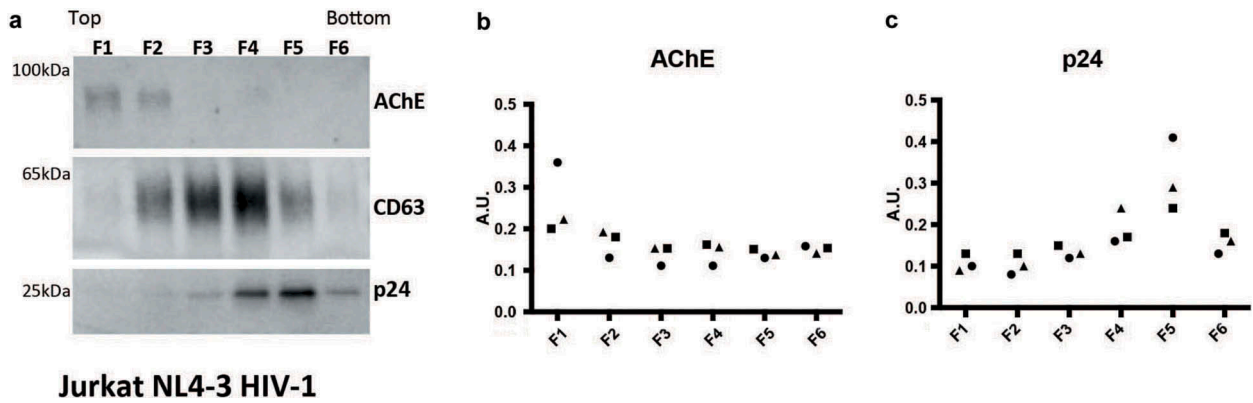 a
Top Bottom
F1 F2 F3 F4 F5 F6
100kDa
AChE
65kDa
CD63
25kDa
p24
Jurkat NL4-3 HIV-1
b
AChE
0.5
0.4
0.3
0.2
0.1
0.0
A.U.
F1 F2 F3 F4 F5 F6
c
p24
0.5
0.4
0.3
0.2
0.1
0.0
A.U.
F1 F2 F3 F4 F5 F6